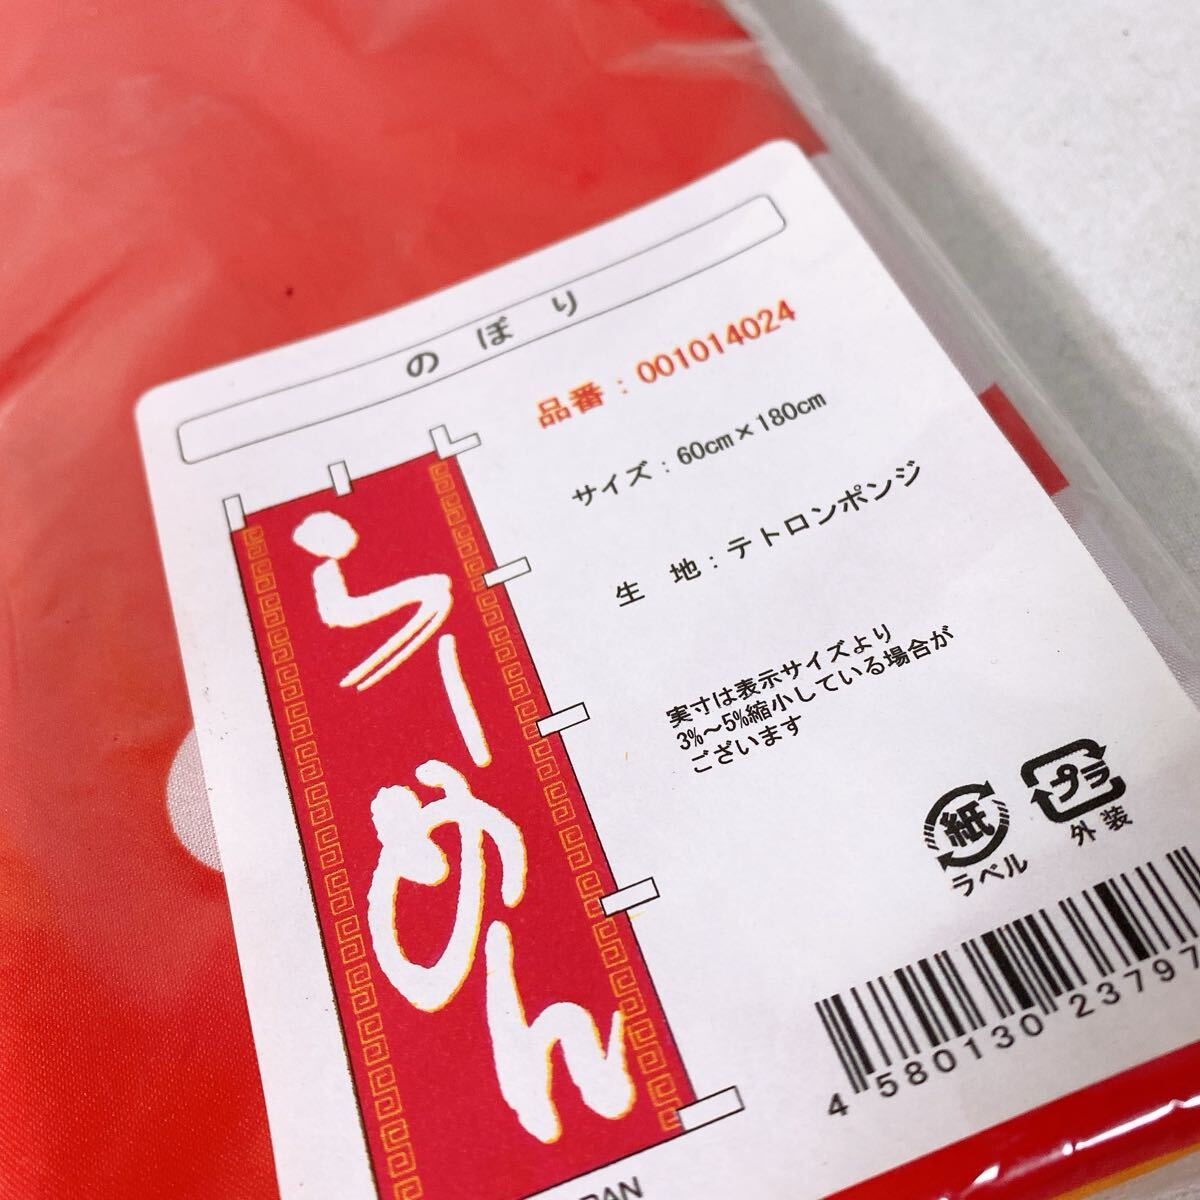 のぼり
品番：001014024
サイズ：60cm×180cm
生　地：テトロンポンジ
実寸は表示サイズより
3%～5%縮小している場合が
ございます
らーめん
紙
ラベル
プラ
外装
4 580130 23797